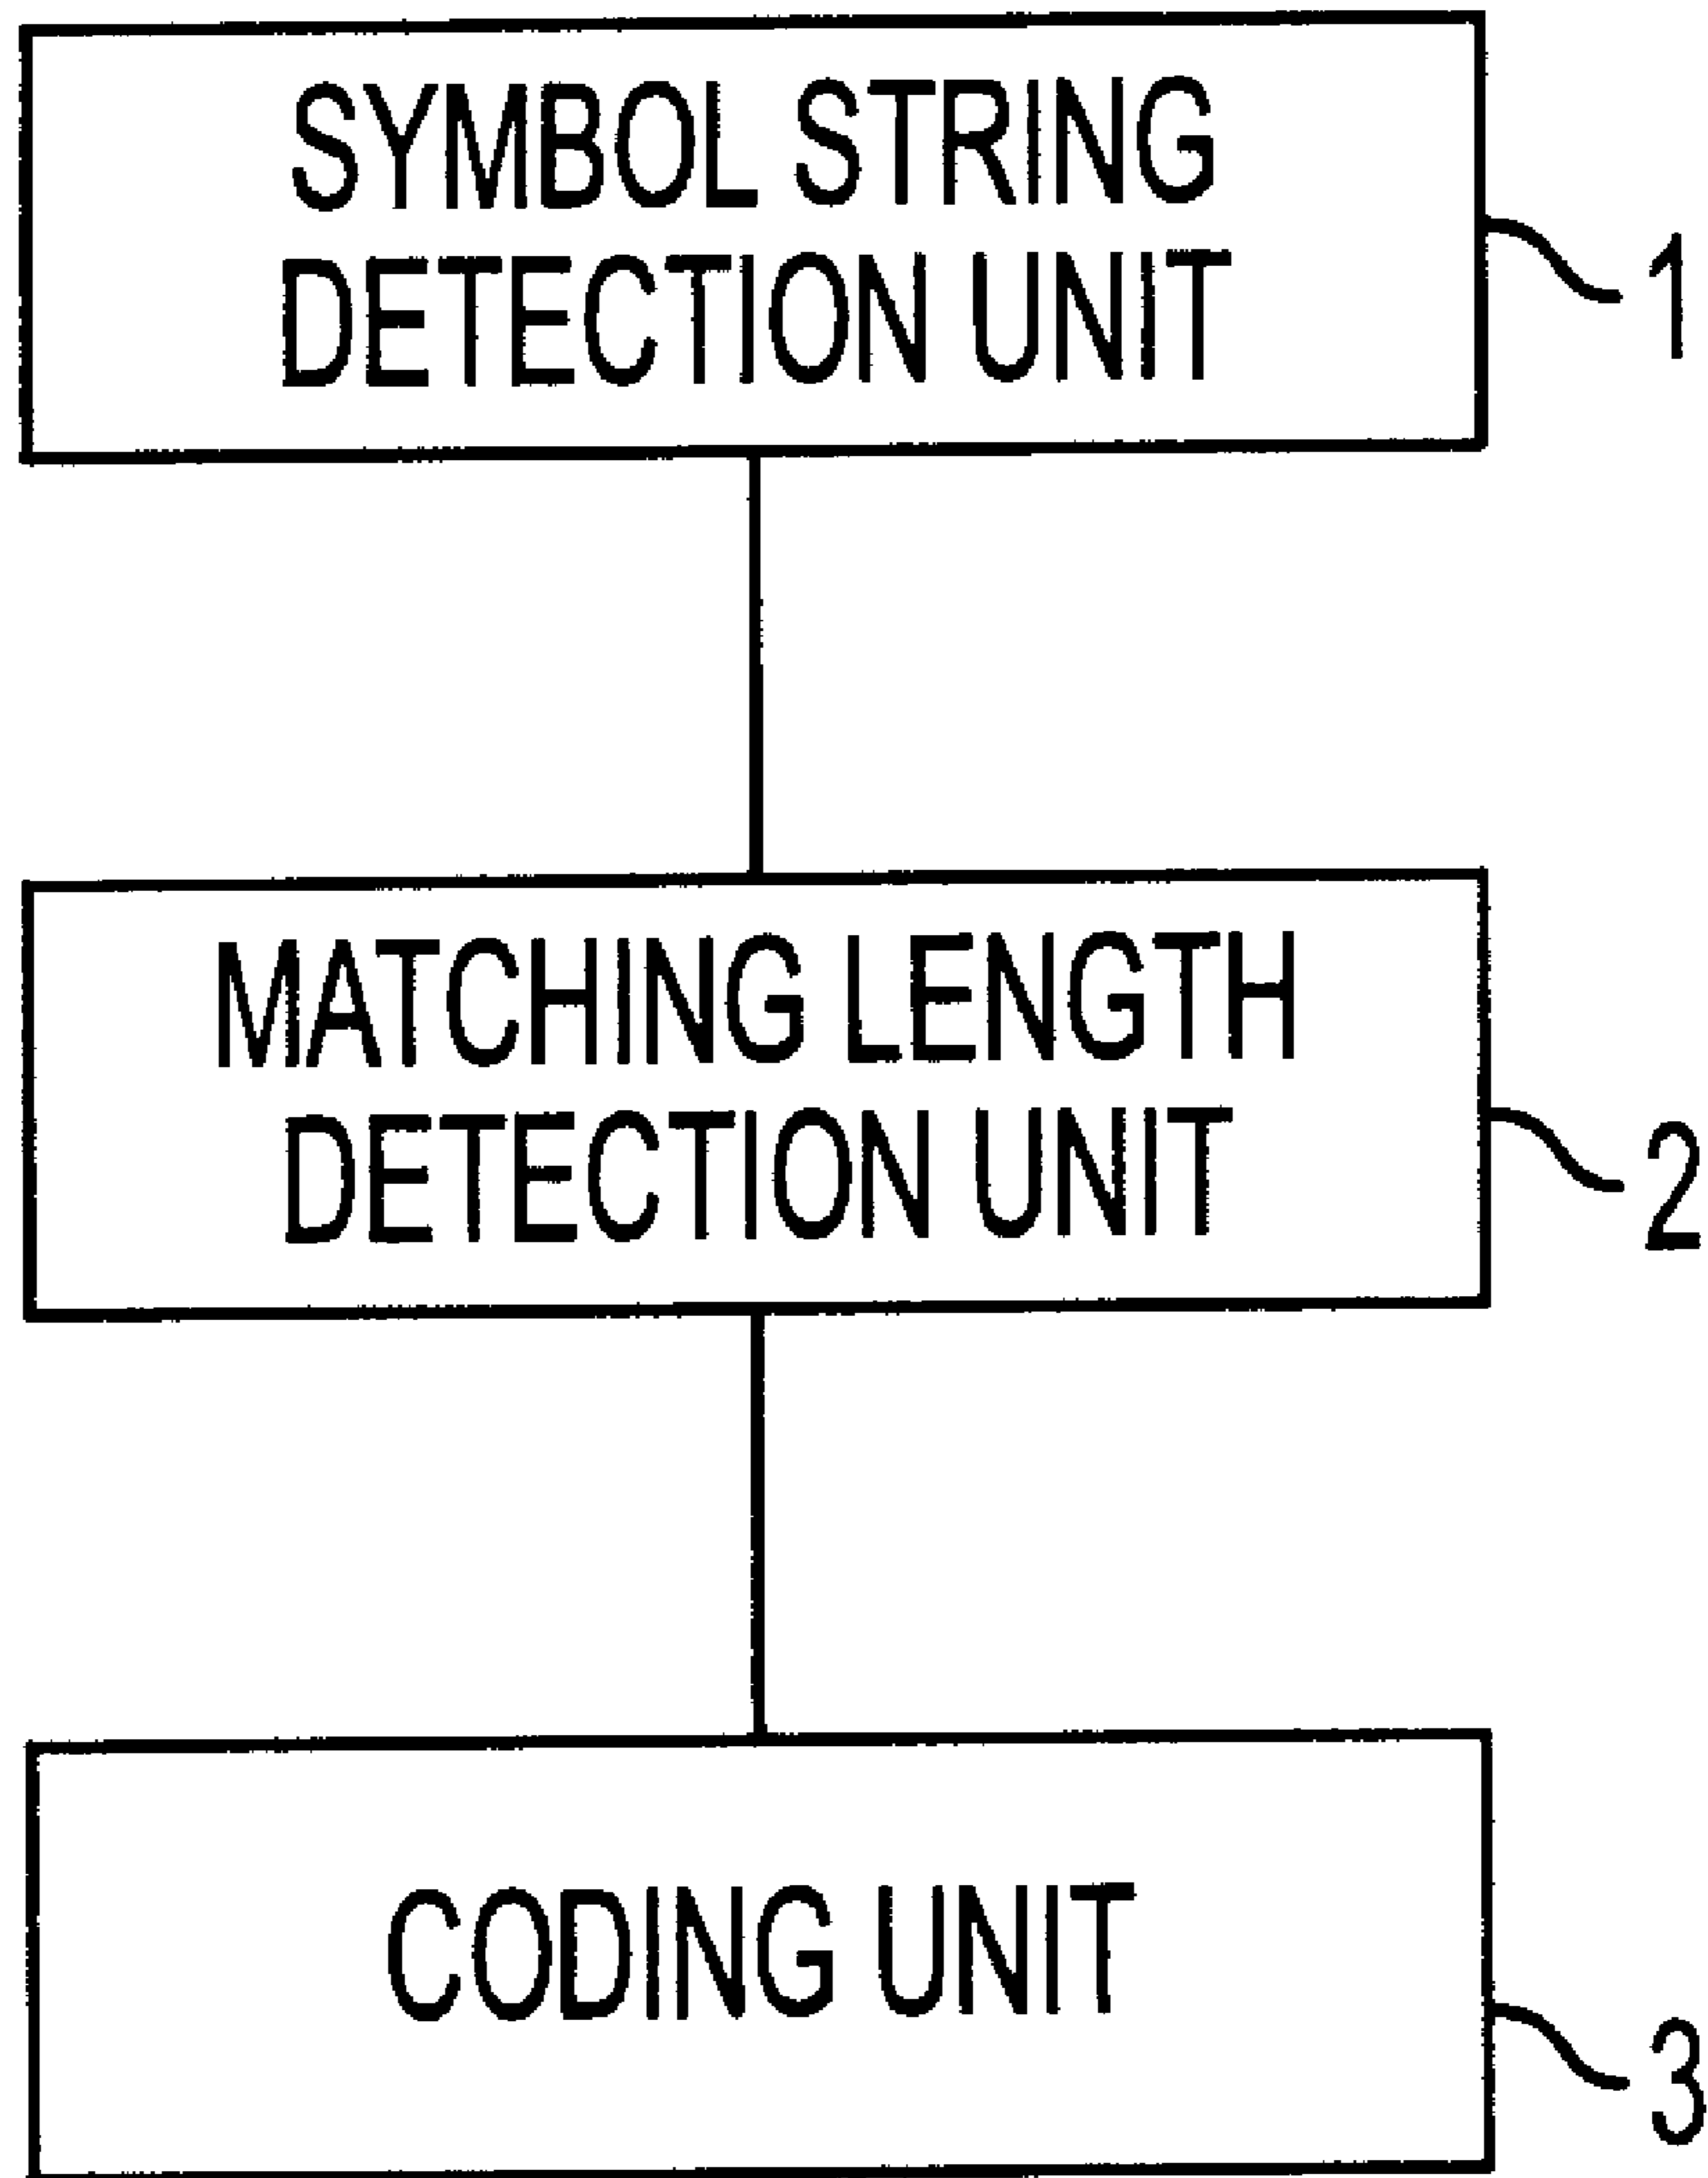 SYMBOL STRING
DETECTION UNIT
1
MATCHING LENGTH
DETECTION UNIT
2
CODING UNIT
3